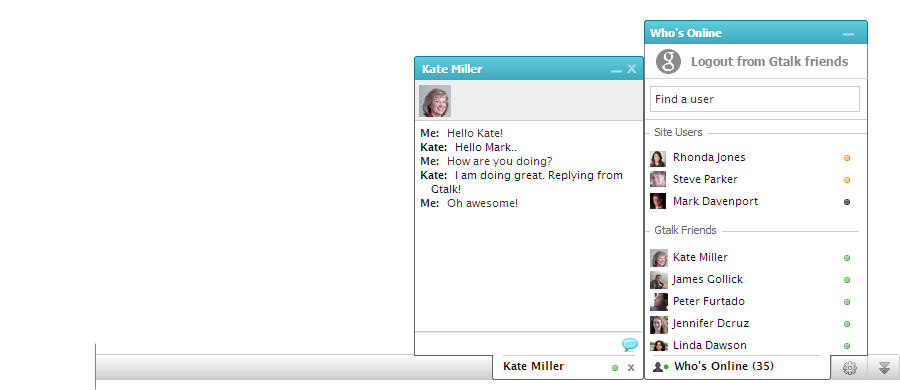 Kate Miller
Me: Hello Kate!
Kate: Hello Mark..
Me: How are you doing?
Kate: I am doing great. Replying from
Gtalk!
Me: Oh awesome!
Kate Miller x
Who's Online
g Logout from Gtalk friends
Find a user
Site Users
Rhonda Jones
Steve Parker
Mark Davenport
Gtalk Friends
Kate Miller
James Gollick
Peter Furtado
Jennifer Dcruz
Linda Dawson
Who's Online (35)